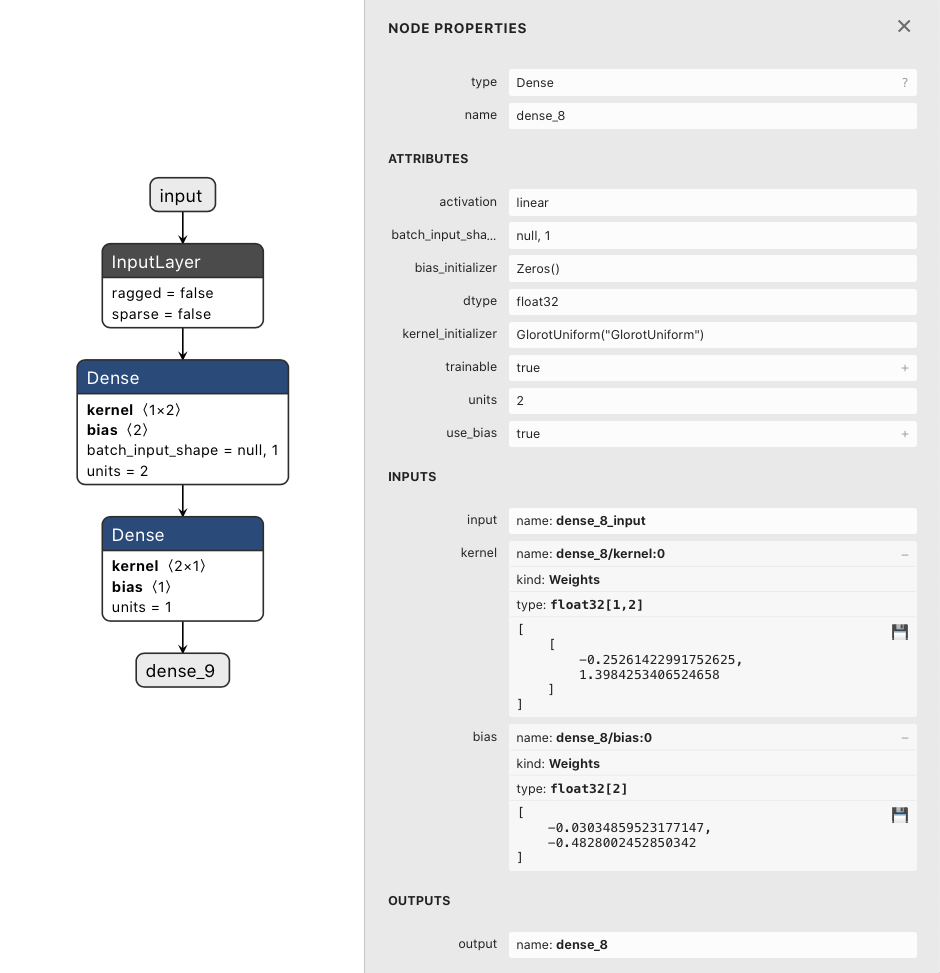 input
InputLayer
ragged = false
sparse = false
Dense
kernel ⟨1×2⟩
bias ⟨2⟩
batch_input_shape = null, 1
units = 2
Dense
kernel ⟨2×1⟩
bias ⟨1⟩
units = 1
dense_9
NODE PROPERTIES ✕
type Dense ?
name dense_8
ATTRIBUTES
activation linear
batch_input_sha... null, 1
bias_initializer Zeros()
dtype float32
kernel_initializer GlorotUniform("GlorotUniform")
trainable true +
units 2
use_bias true +
INPUTS
input name: dense_8_input
kernel name: dense_8/kernel:0 –
kind: Weights
type: float32[1,2]
[
[
-0.25261422991752625,
1.3984253406524658
]
]
bias name: dense_8/bias:0 –
kind: Weights
type: float32[2]
[
-0.03034859523177147,
-0.4828002452850342
]
OUTPUTS
output name: dense_8